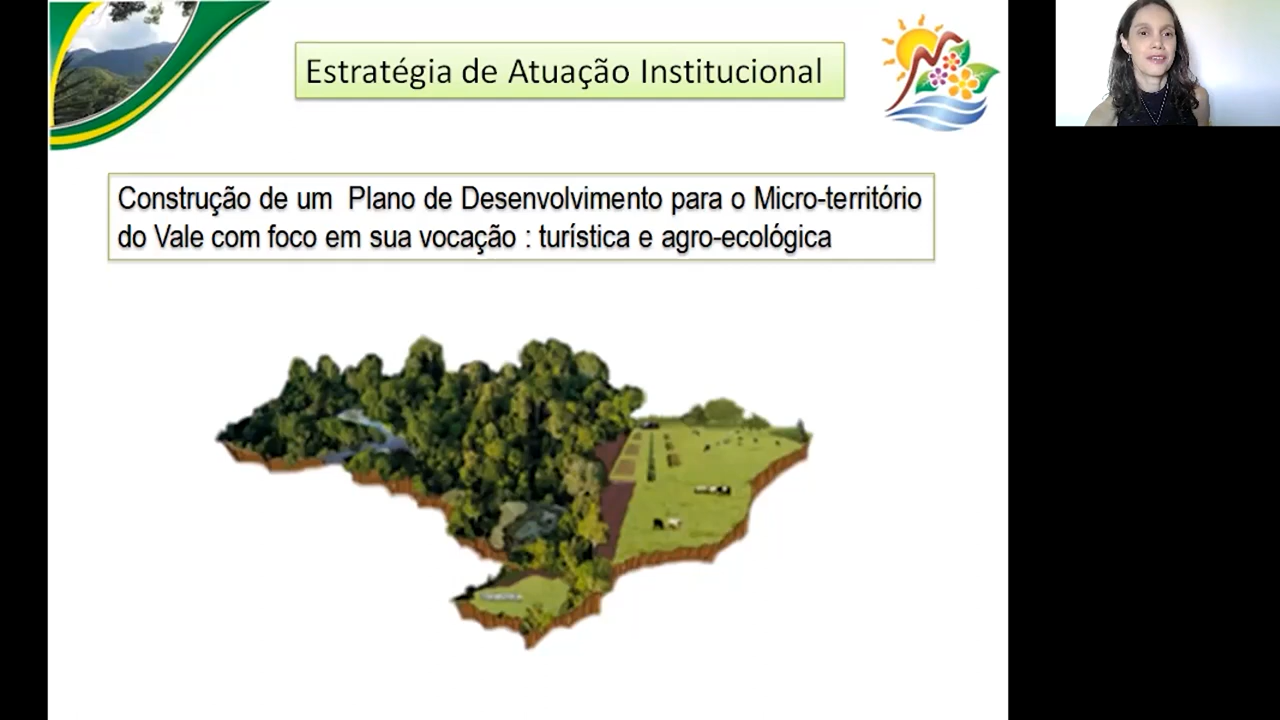 Estratégia de Atuação Institucional
Construção de um Plano de Desenvolvimento para o Micro-território
do Vale com foco em sua vocação : turística e agro-ecológica